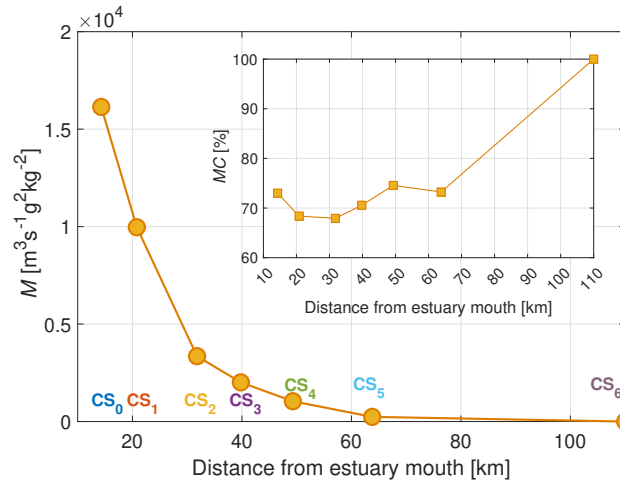 ×10⁴
2
1.5
1
0.5
0
M [m³s⁻¹g²kg⁻²]
20
40
60
80
100
Distance from estuary mouth [km]
CS₀
CS₁
CS₂
CS₃
CS₄
CS₅
CS₆
100
90
80
70
60
MC [%]
10
20
30
40
50
60
70
80
90
100
110
Distance from estuary mouth [km]